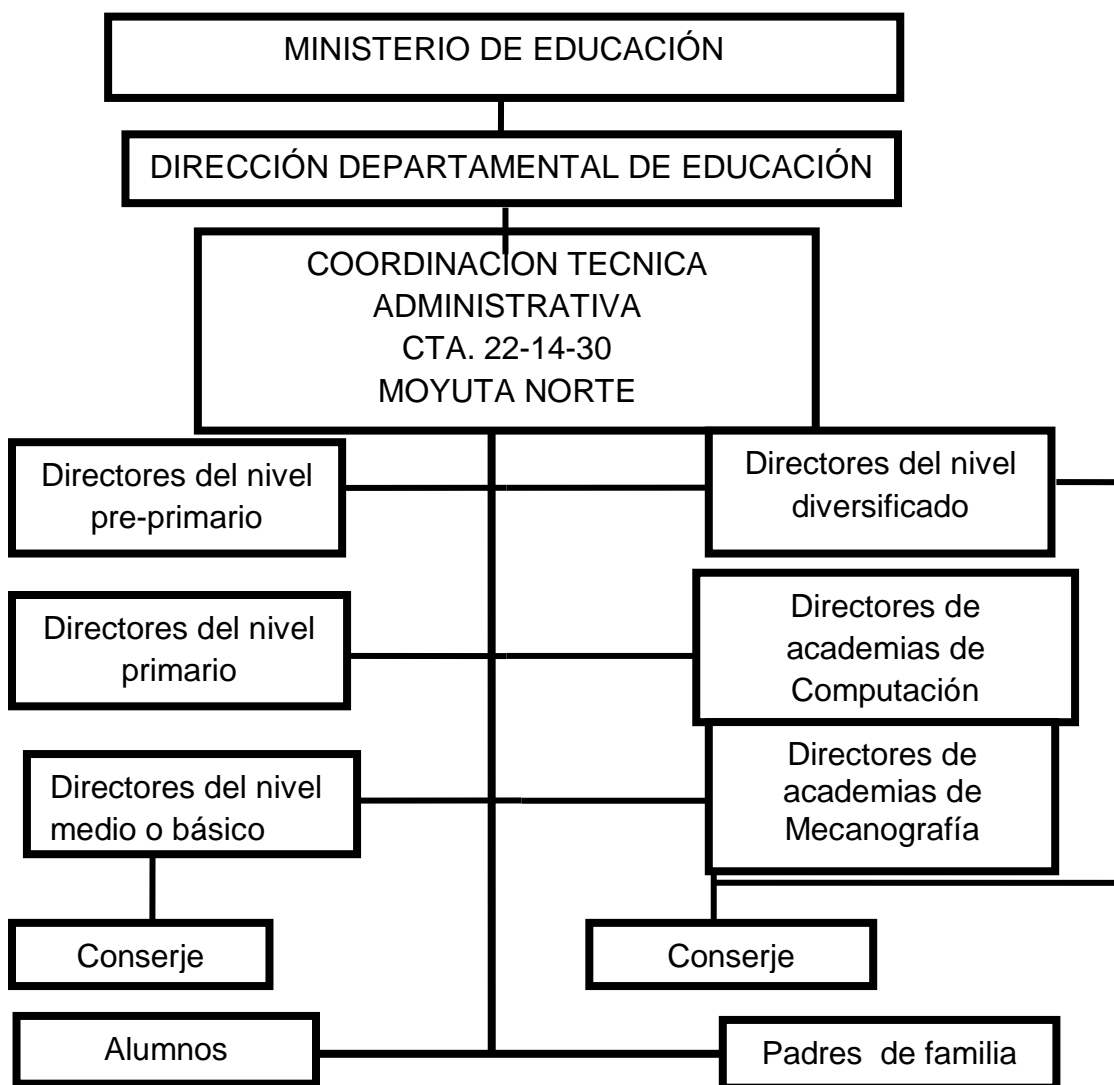 MINISTERIO DE EDUCACIÓN
DIRECCIÓN DEPARTAMENTAL DE EDUCACIÓN
COORDINACION TECNICA
ADMINISTRATIVA
CTA. 22-14-30
MOYUTA NORTE
Directores del nivel
pre-primario
Directores del nivel
diversificado
Directores del nivel
primario
Directores de
academias de
Computación
Directores del nivel
medio o básico
Directores de
academias de
Mecanografía
Conserje
Conserje
Alumnos
Padres de familia